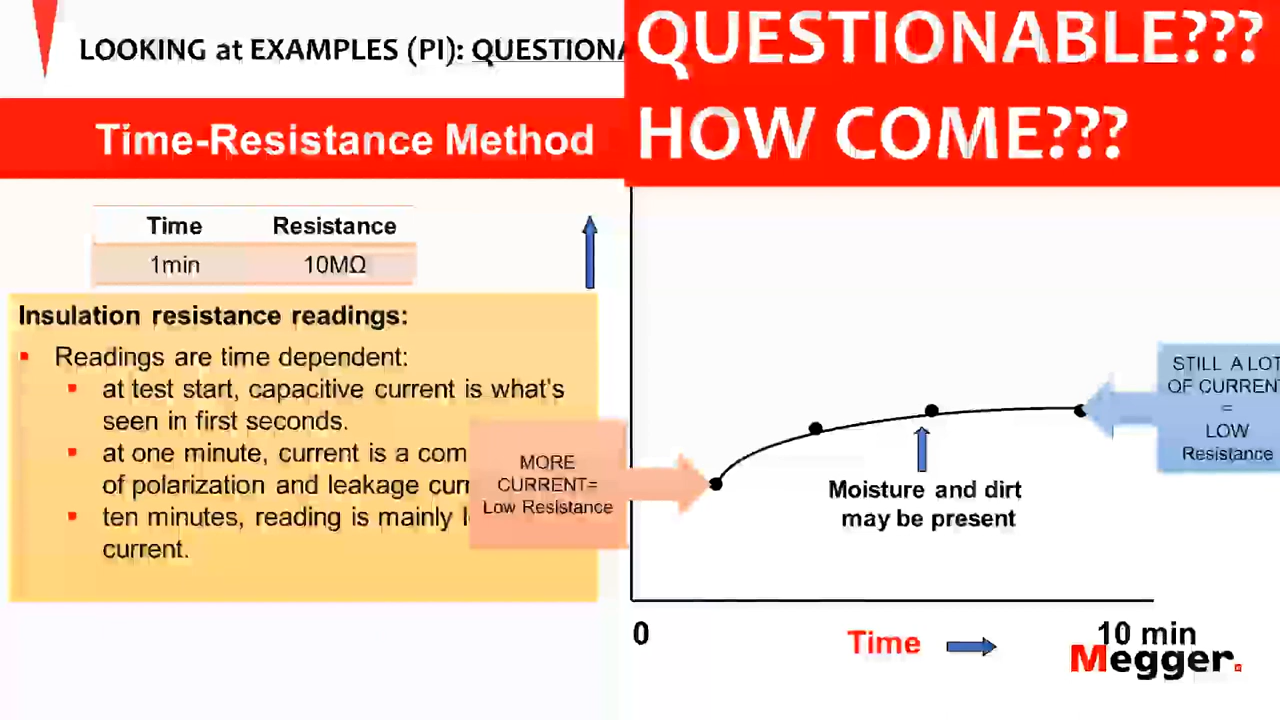 LOOKING at EXAMPLES (PI):
QUESTIONABLE???
HOW COME???
Time-Resistance Method
Time Resistance
1min 10MΩ
Insulation resistance readings:
Readings are time dependent:
at test start, capacitive current is what's
seen in first seconds.
at one minute, current is a
of polarization and leakage
ten minutes, reading is mainly
current.
MORE
CURRENT=
Low Resistance
Moisture and dirt
may be present
STILL A LOT
OF CURRENT
=
LOW
Resistance
0
Time
10 min
Megger.